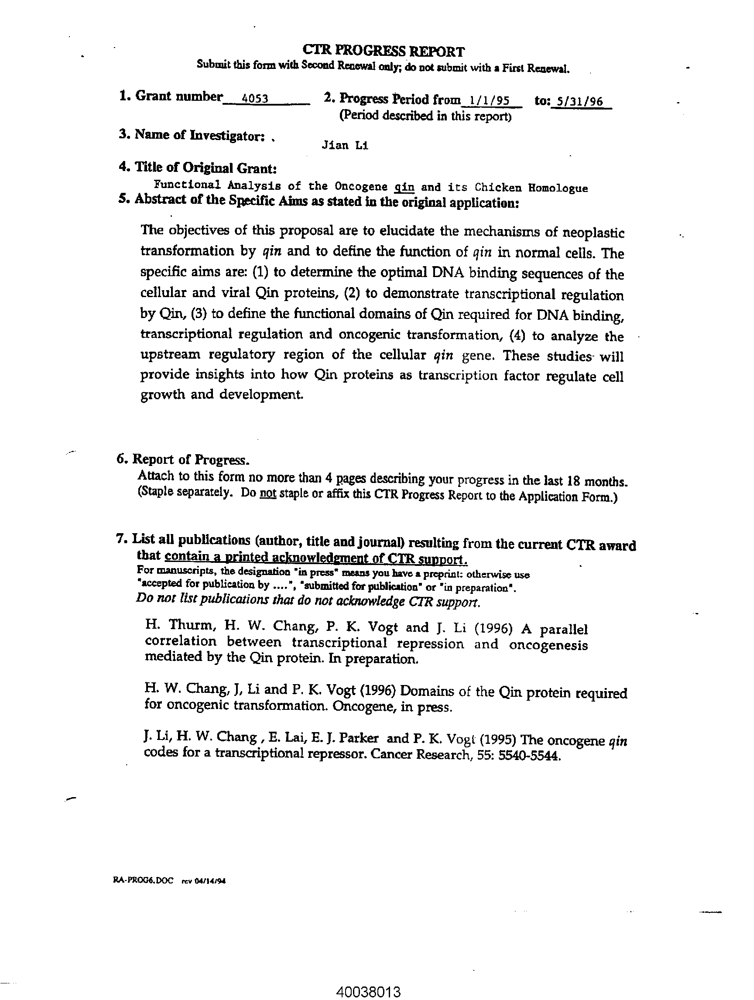 CTR PROGRESS REPORT
Submit this form with Second Renewal only; do not submit with a First Renewal.
1. Grant number 4053 2. Progress Period from 1/1/95 to: 5/31/96
(Period described in this report)
3. Name of Investigator: .
Jian Li
4. Title of Original Grant:
Functional Analysis of the Oncogene qin and its Chicken Homologue
5. Abstract of the Specific Aims as stated in the original application:
The objectives of this proposal are to elucidate the mechanisms of neoplastic
transformation by qin and to define the function of qin in normal cells. The
specific aims are: (1) to determine the optimal DNA binding sequences of the
cellular and viral Qin proteins, (2) to demonstrate transcriptional regulation
by Qin, (3) to define the functional domains of Qin required for DNA binding,
transcriptional regulation and oncogenic transformation, (4) to analyze the
upstream regulatory region of the cellular qin gene. These studies will
provide insights into how Qin proteins as transcription factor regulate cell
growth and development.
6. Report of Progress.
Attach to this form no more than 4 pages describing your progress in the last 18 months.
(Staple separately. Do not staple or affix this CTR Progress Report to the Application Form.)
7. List all publications (author, title and journal) resulting from the current CTR award
that contain a printed acknowledgment of CTR support.
For manuscripts, the designation "in press" means you have a preprint: otherwise use
"accepted for publication by ....", "submitted for publication" or "in preparation".
Do not list publications that do not acknowledge CTR support.
H. Thurm, H. W. Chang, P. K. Vogt and J. Li (1996) A parallel
correlation between transcriptional repression and oncogenesis
mediated by the Qin protein. In preparation.
H. W. Chang, J, Li and P. K. Vogt (1996) Domains of the Qin protein required
for oncogenic transformation. Oncogene, in press.
J. Li, H. W. Chang , E. Lai, E. J. Parker and P. K. Vogt (1995) The oncogene qin
codes for a transcriptional repressor. Cancer Research, 55: 5540-5544.
RA-PROG6.DOC rev 04/14/94
40038013